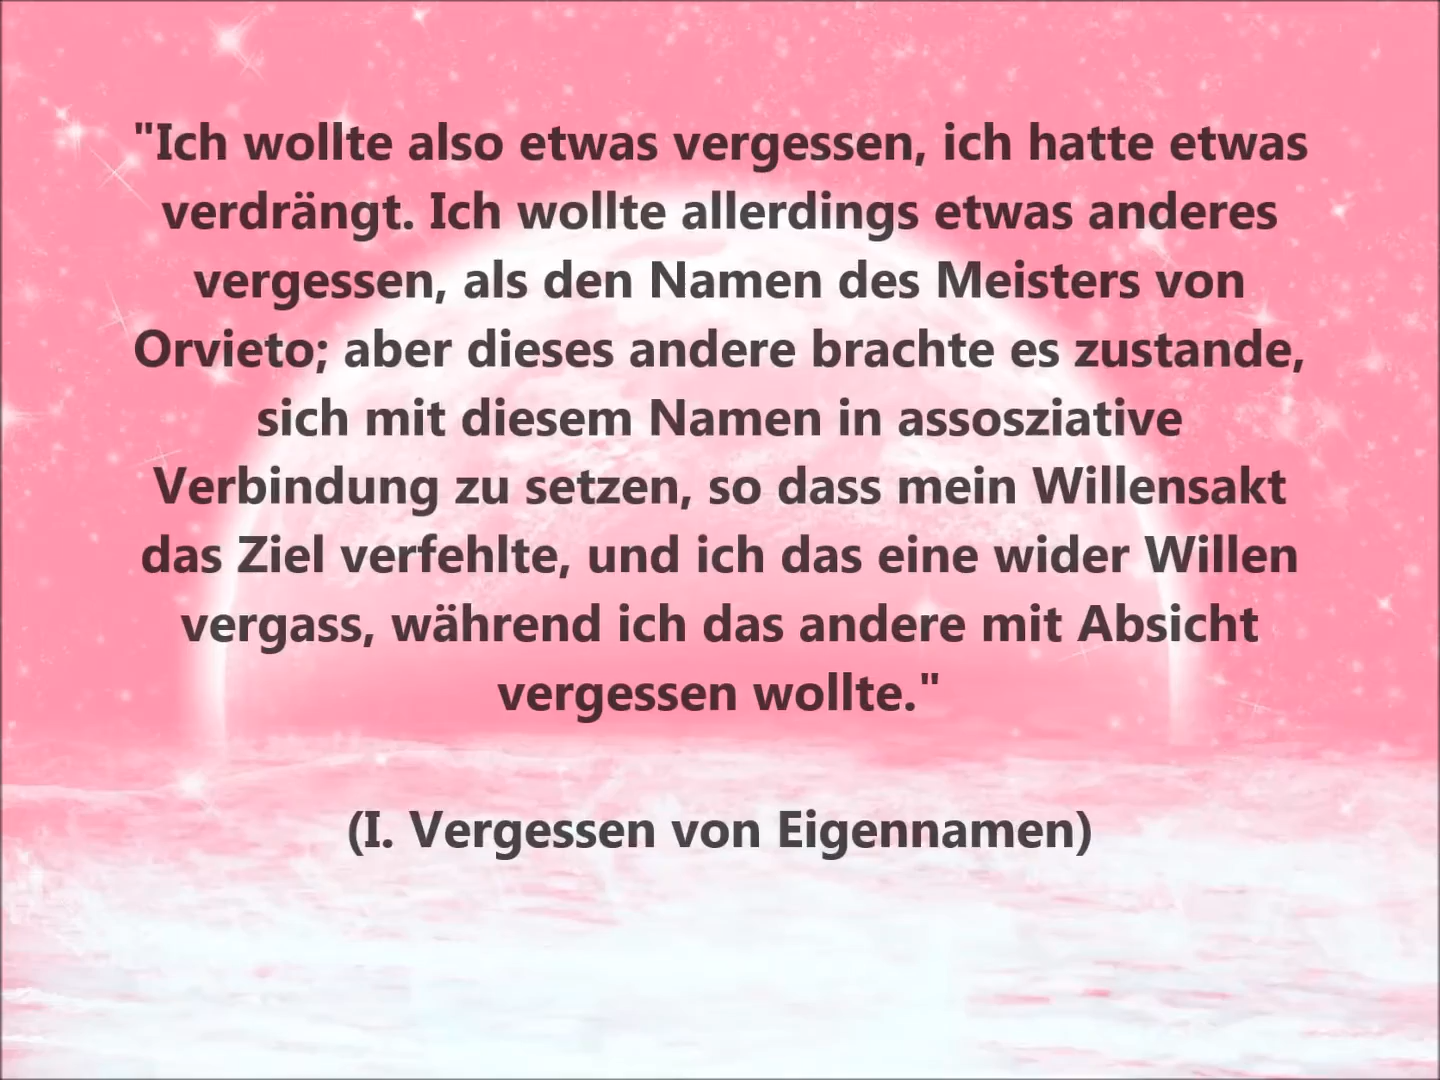 "Ich wollte also etwas vergessen, ich hatte etwas
verdrängt. Ich wollte allerdings etwas anderes
vergessen, als den Namen des Meisters von
Orvieto; aber dieses andere brachte es zustande,
sich mit diesem Namen in assosziative
Verbindung zu setzen, so dass mein Willensakt
das Ziel verfehlte, und ich das eine wider Willen
vergass, während ich das andere mit Absicht
vergessen wollte."
(I. Vergessen von Eigennamen)